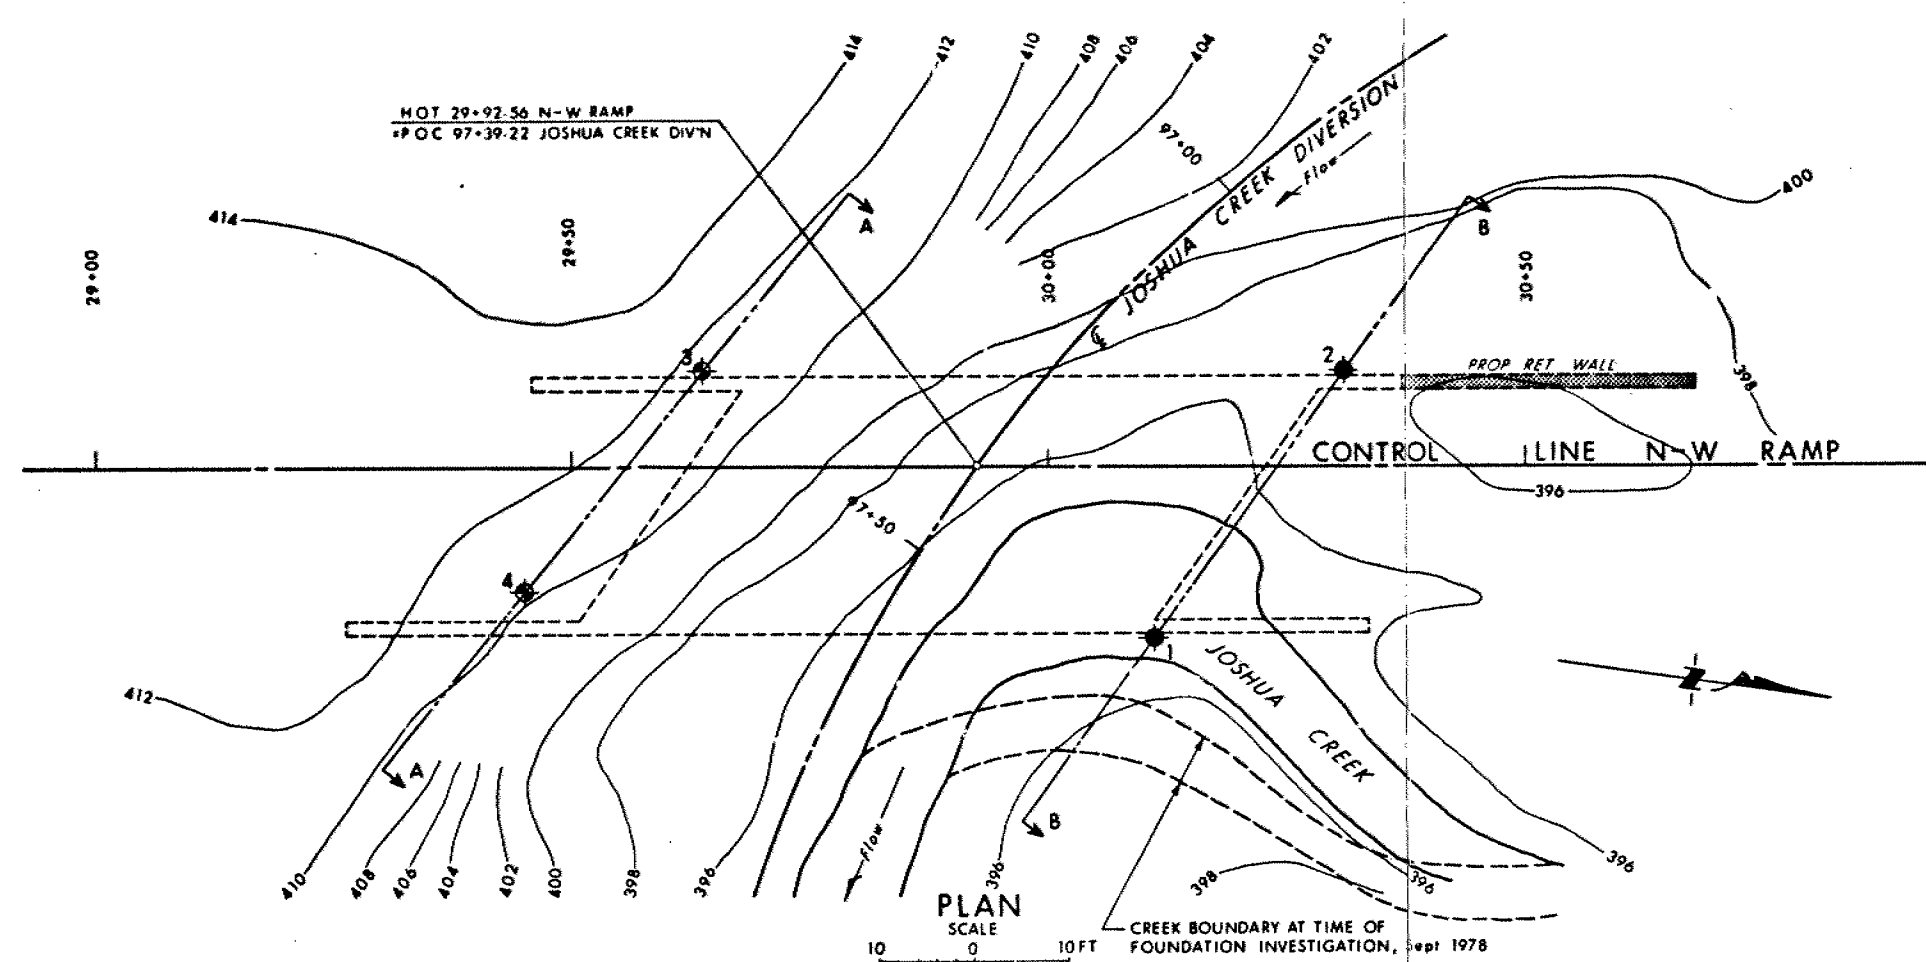 414
412
410
408
406
404
402
HOT 29+92·56 N-W RAMP
=P O C 97+39·22 JOSHUA CREEK DIV'N
97+00
JOSHUA CREEK DIVERSION
Flow
400
414
A
B
29+00
29+50
30+00
30+50
℄
3
2
PROP RET WALL
398
CONTROL LINE N-W RAMP
396
97+50
4
1
JOSHUA CREEK
N
412
A
B
Flow
410
408
406
404
402
400
398
396
396
398
396
396
PLAN
SCALE
10 0 10 FT
CREEK BOUNDARY AT TIME OF
FOUNDATION INVESTIGATION, Sept 1978